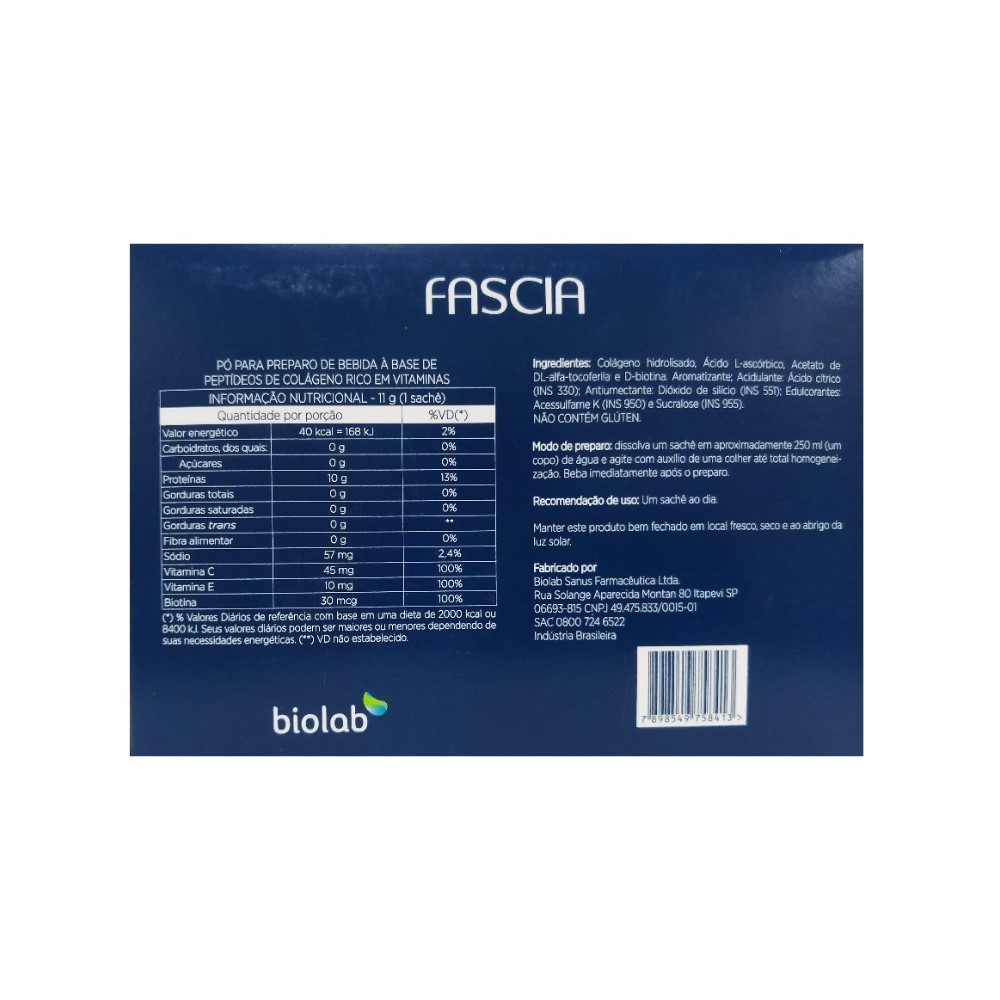 FASCIA
PÓ PARA PREPARO DE BEBIDA À BASE DE
PEPTÍDEOS DE COLÁGENO RICO EM VITAMINAS
INFORMAÇÃO NUTRICIONAL - 11 g (1 sachê)
Quantidade por porção %VD(*)
Valor energético 40 kcal = 168 kJ 2%
Carboidratos, dos quais: 0 g 0%
Açúcares 0 g 0%
Proteínas 10 g 13%
Gorduras totais 0 g 0%
Gorduras saturadas 0 g 0%
Gorduras trans 0 g **
Fibra alimentar 0 g 0%
Sódio 57 mg 2.4%
Vitamina C 45 mg 100%
Vitamina E 10 mg 100%
Biotina 30 mcg 100%
(*) % Valores Diários de referência com base em uma dieta de 2000 kcal ou
8400 kJ. Seus valores diários podem ser maiores ou menores dependendo de
suas necessidades energéticas. (**) VD não estabelecido.
biolab
Ingredientes: Colágeno hidrolisado, Ácido L-ascórbico, Acetato de
DL-alfa-tocoferila e D-biotina. Aromatizante; Acidulante: Ácido cítrico
(INS 330); Antiumectante: Dióxido de silício (INS 551); Edulcorantes:
Acessulfame K (INS 950) e Sucralose (INS 955).
NÃO CONTÉM GLÚTEN.
Modo de preparo: dissolva um sachê em aproximadamente 250 ml (um
copo) de água e agite com auxílio de uma colher até total homogenei-
zação. Beba imediatamente após o preparo.
Recomendação de uso: Um sachê ao dia.
Manter este produto bem fechado em local fresco, seco e ao abrigo da
luz solar.
Fabricado por
Biolab Sanus Farmacêutica Ltda.
Rua Solange Aparecida Montan 80 Itapevi SP
06693-815 CNPJ 49.475.833/0015-01
SAC 0800 724 6522
Indústria Brasileira
7 898549 758413 >